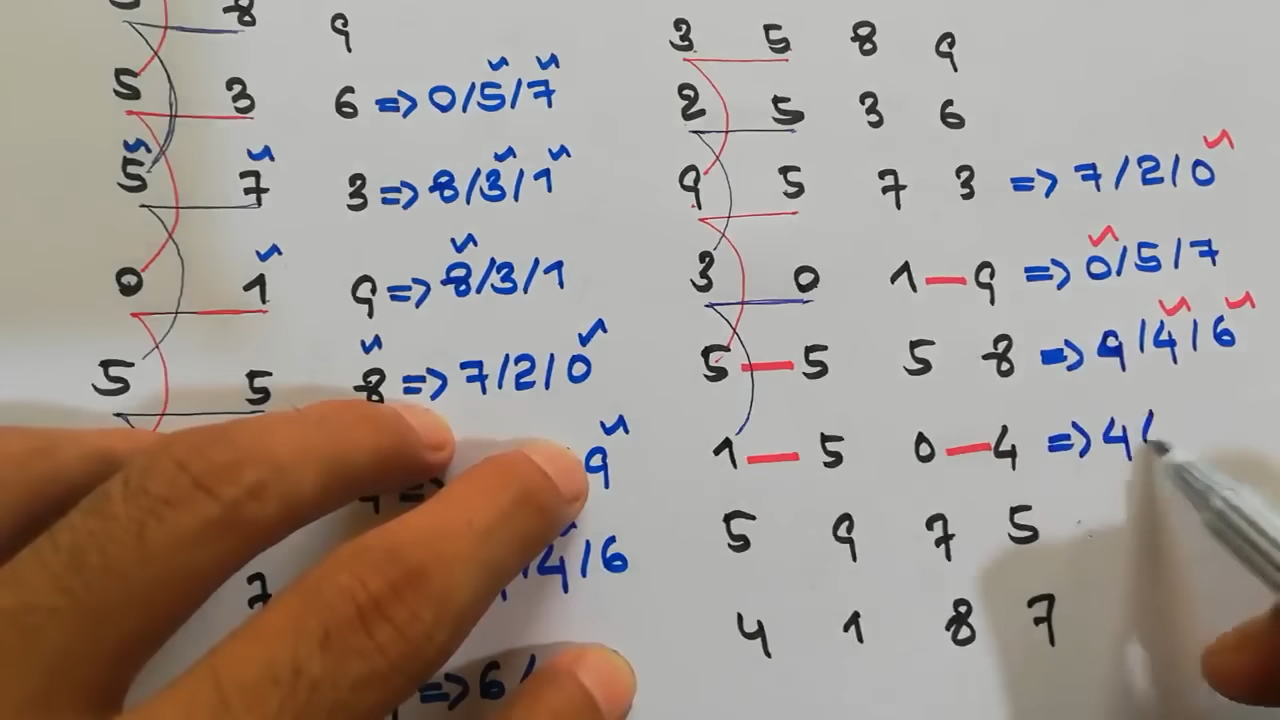 8
9
5 3 6 => 0/5/7
5 7 3 => 8/3/1
0 1 9 => 8/3/1
5 5 8 => 7/2/0
9
4/6
7
=> 6/
3 5 8 9
2 5 3 6
9 5 7 3 => 7/2/0
3 0 1-9 => 0/5/7
5-5 5 8 => 9/4/6
1-5 0-4 => 4/
5 9 7 5
4 1 8 7